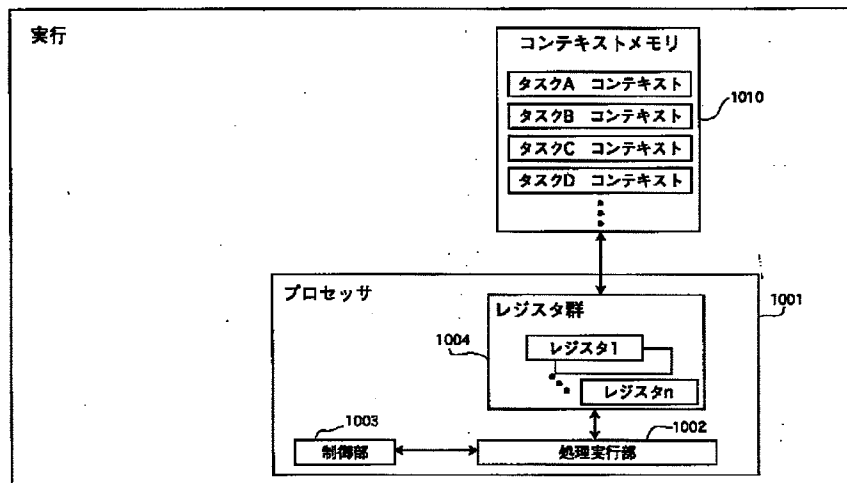 実行
コンテキストメモリ
タスクA コンテキスト
タスクB コンテキスト
タスクC コンテキスト
タスクD コンテキスト
1010
プロセッサ
1001
レジスタ群
1004
レジスタ1
レジスタn
1003
1002
制御部
処理実行部